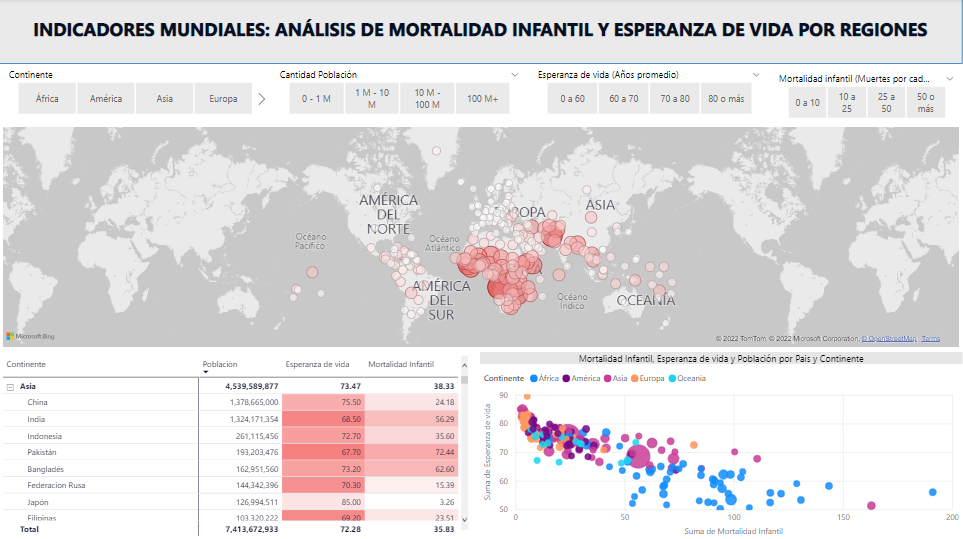 INDICADORES MUNDIALES: ANÁLISIS DE MORTALIDAD INFANTIL Y ESPERANZA DE VIDA POR REGIONES
Continente
África América Asia Europa
Cantidad Población
0 - 1 M 1 M - 10 M 10 M - 100 M 100 M+
Esperanza de vida (Años promedio)
0 a 60 60 a 70 70 a 80 80 o más
Mortalidad infantil (Muertes por cad...
0 a 10 10 a 25 25 a 50 50 o más
AMÉRICA
DEL
NORTE
EUROPA
ASIA
Océano
Pacífico
Océano
Atlántico
AMÉRICA
DEL
SUR
Océano
Índico
OCEANÍA
Microsoft Bing
© 2022 TomTom, © 2022 Microsoft Corporation, © OpenStreetMap Terms
Continente Población Esperanza de vida Mortalidad Infantil
Asia 4,539,589,877 73.47 38.33
China 1,378,665,000 75.50 24.18
India 1,324,171,354 68.50 56.29
Indonesia 261,115,456 72.70 35.60
Pakistán 193,203,476 67.70 72.44
Bangladés 162,951,560 73.20 62.60
Federacion Rusa 144,342,396 70.30 15.39
Japón 126,994,511 85.00 3.26
Filipinas 103,320,222 69.20 23.51
Total 7,413,672,933 72.28 35.83
Mortalidad Infantil, Esperanza de vida y Población por Pais y Continente
Continente África América Asia Europa Oceanía
Suma de Esperanza de vida
90
80
70
60
50
0 50 100 150 200
Suma de Mortalidad Infantil